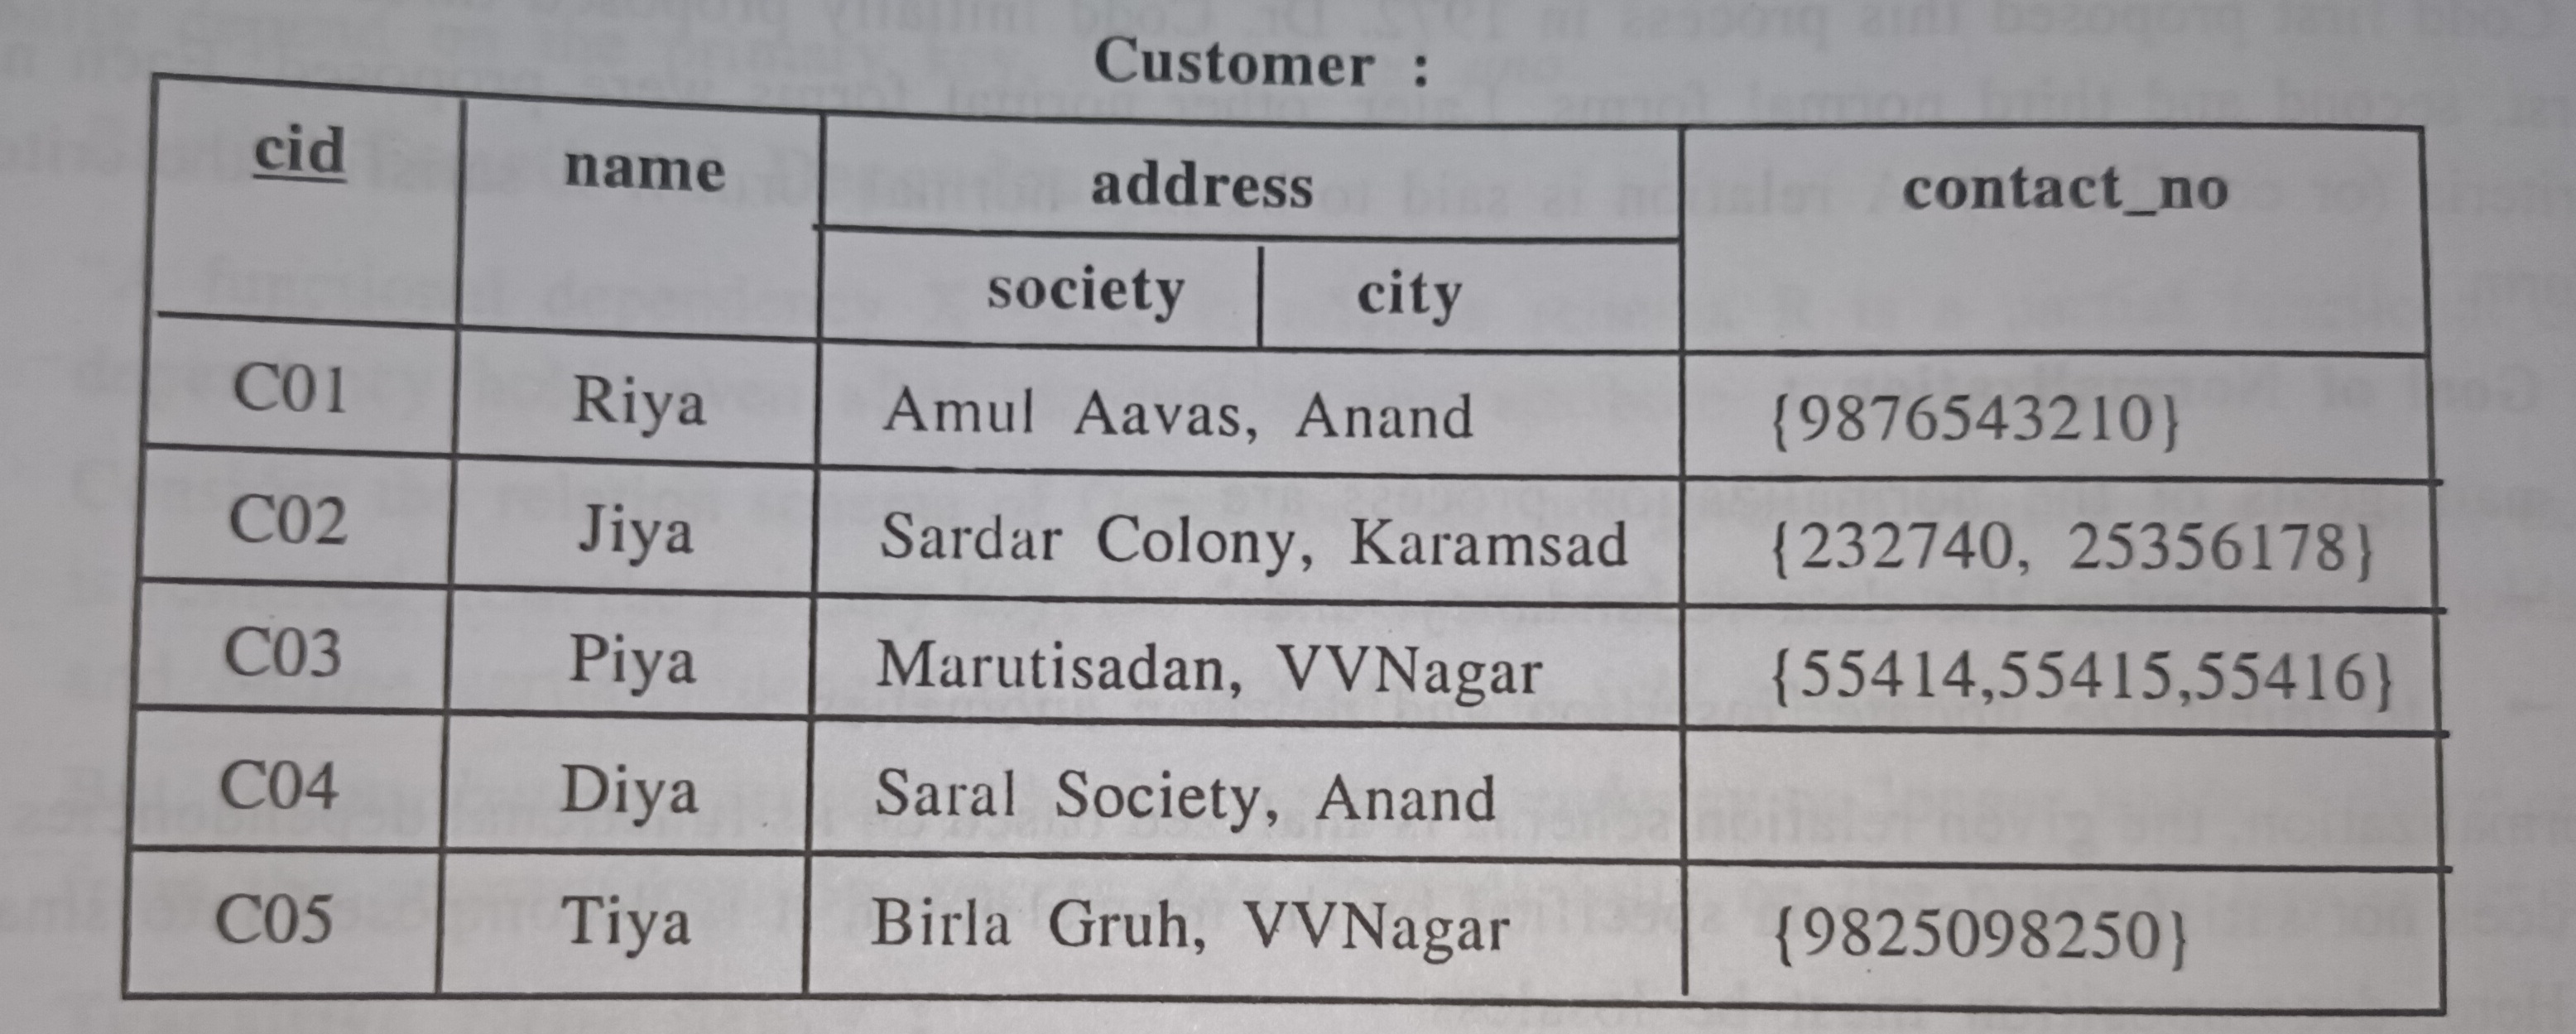 Customer :
cid name address contact_no
society city
C01 Riya Amul Aavas, Anand {9876543210}
C02 Jiya Sardar Colony, Karamsad {232740, 25356178}
C03 Piya Marutisadan, VVNagar {55414,55415,55416}
C04 Diya Saral Society, Anand
C05 Tiya Birla Gruh, VVNagar {9825098250}